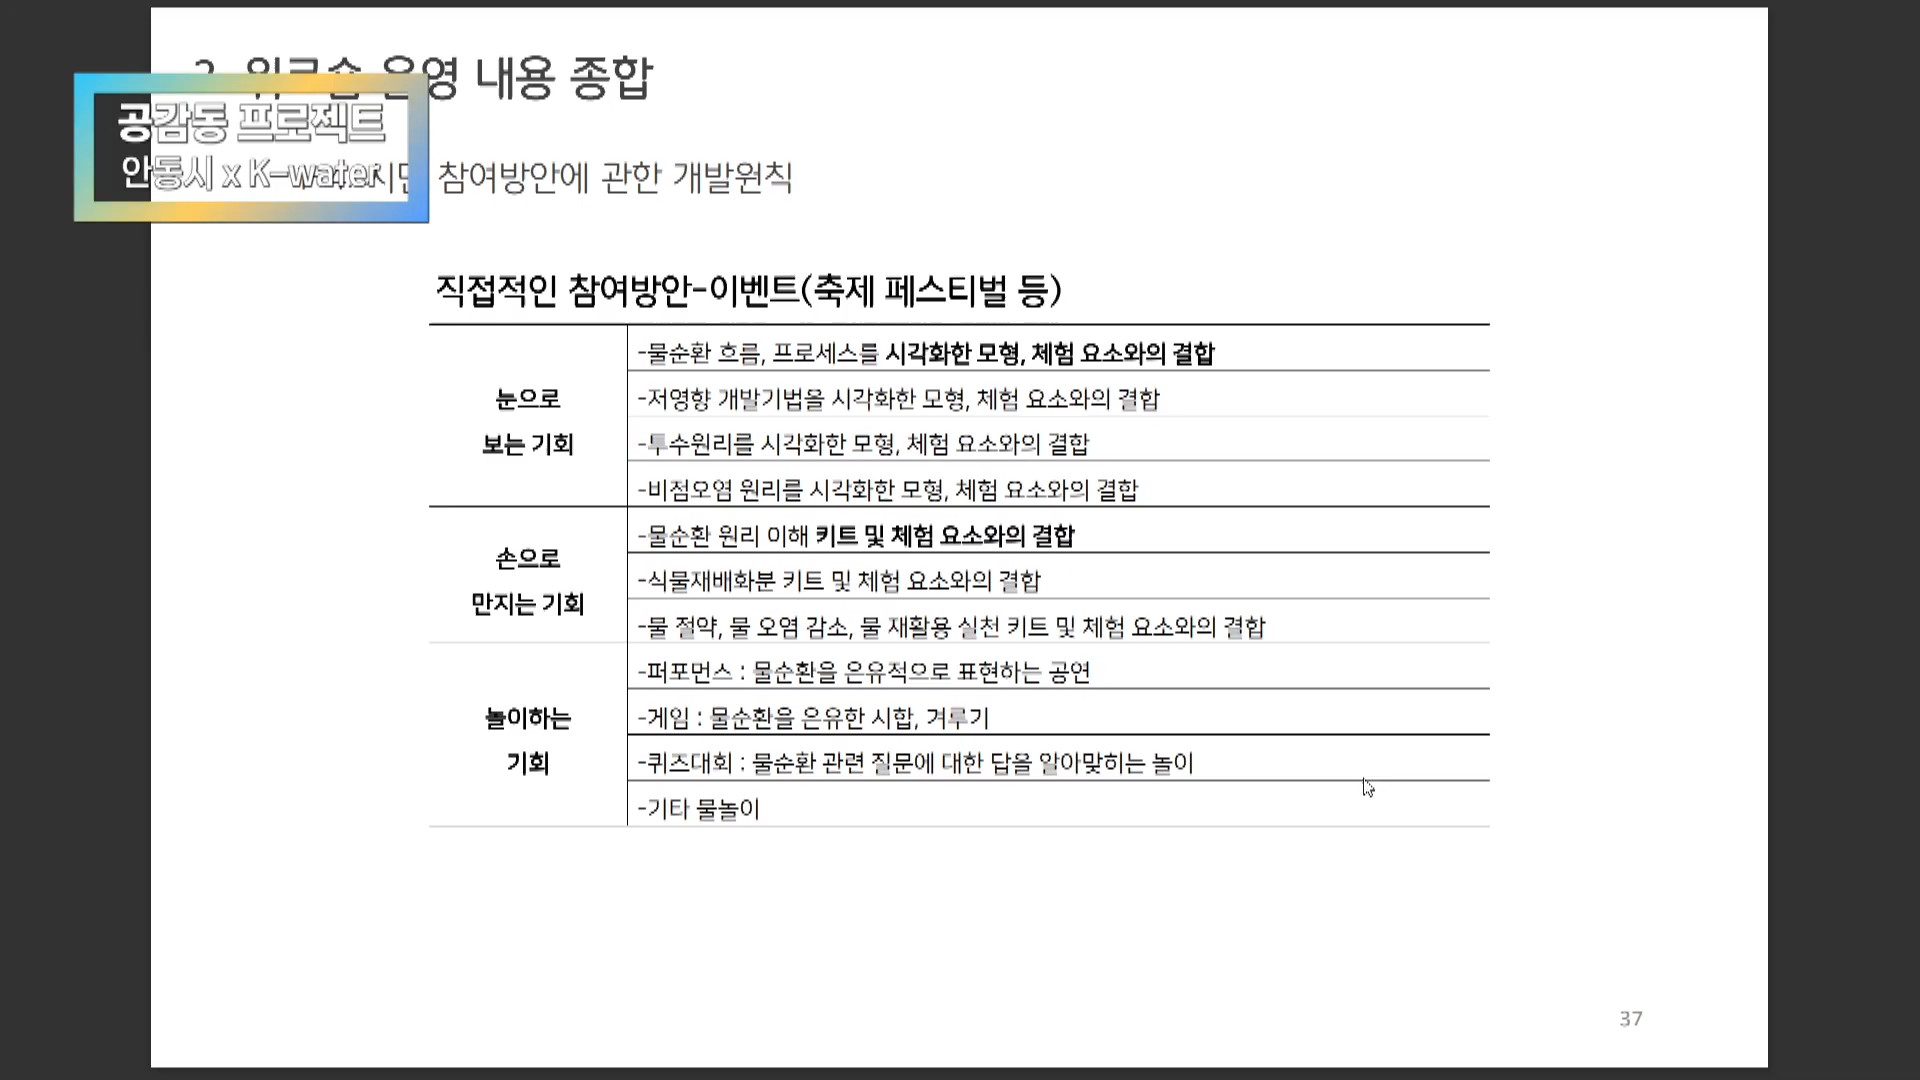 2. 워크숍 운영 내용 종합
공감동 프로젝트
안동시 x K-water
참여방안에 관한 개발원칙
직접적인 참여방안-이벤트(축제 페스티벌 등)
눈으로
보는 기회
-물순환 흐름, 프로세스를 시각화한 모형, 체험 요소와의 결합
-저영향 개발기법을 시각화한 모형, 체험 요소와의 결합
-투수원리를 시각화한 모형, 체험 요소와의 결합
-비점오염 원리를 시각화한 모형, 체험 요소와의 결합
손으로
만지는 기회
-물순환 원리 이해 키트 및 체험 요소와의 결합
-식물재배화분 키트 및 체험 요소와의 결합
-물 절약, 물 오염 감소, 물 재활용 실천 키트 및 체험 요소와의 결합
놀이하는
기회
-퍼포먼스 : 물순환을 은유적으로 표현하는 공연
-게임 : 물순환을 은유한 시합, 겨루기
-퀴즈대회 : 물순환 관련 질문에 대한 답을 알아맞히는 놀이
-기타 물놀이
37